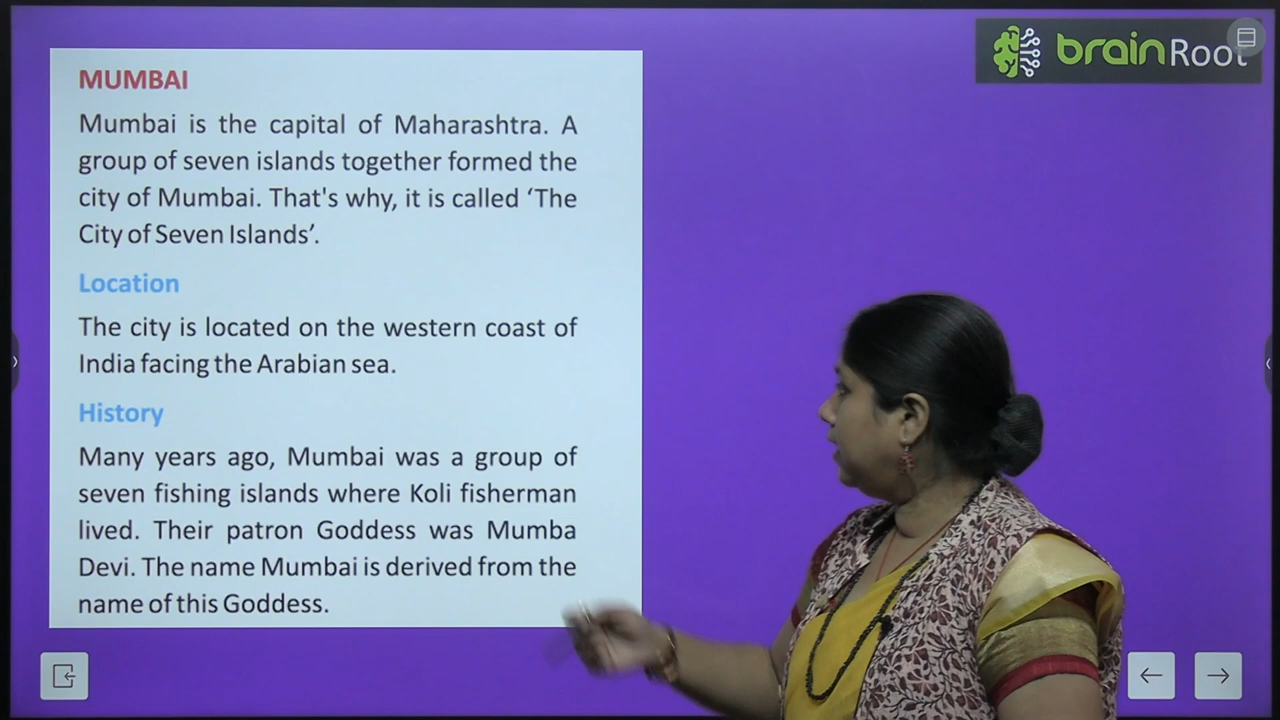 MUMBAI
Mumbai is the capital of Maharashtra. A
group of seven islands together formed the
city of Mumbai. That's why, it is called ‘The
City of Seven Islands’.
Location
The city is located on the western coast of
India facing the Arabian sea.
History
Many years ago, Mumbai was a group of
seven fishing islands where Koli fisherman
lived. Their patron Goddess was Mumba
Devi. The name Mumbai is derived from the
name of this Goddess.
brainRoot